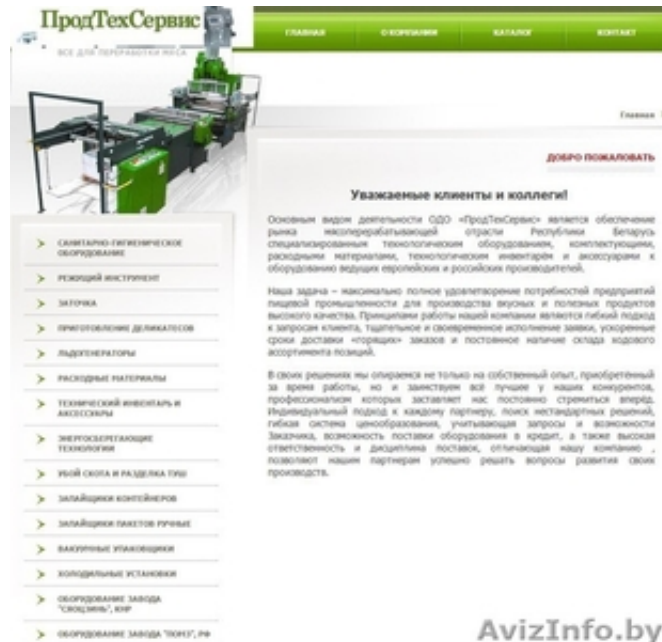 ПродТехСервис
ВСЕ ДЛЯ ПЕРЕРАБОТКИ МЯСА
ГЛАВНАЯ
О КОМПАНИИ
КАТАЛОГ
КОНТАКТ
Главная
ДОБРО ПОЖАЛОВАТЬ
Уважаемые клиенты и коллеги!
Основным видом деятельности ОДО «ПродТехСервис» является обеспечение
рынка мясоперерабатывающей отрасли Республики Беларусь
специализированным технологическим оборудованием, комплектующими,
расходными материалами, технологическим инвентарём и аксессуарами к
оборудованию ведущих европейских и российских производителей.
Наша задача – максимально полное удовлетворение потребностей предприятий
пищевой промышленности для производства вкусных и полезных продуктов
высокого качества. Принципами работы нашей компании являются гибкий подход
к запросам клиента, тщательное и своевременное исполнение заявки, ускоренные
сроки доставки «горящих» заказов и постоянное наличие склада ходового
ассортимента позиций.
В своих решениях мы опираемся не только на собственный опыт, приобретённый
за время работы, но и заимствуем всё лучшее у наших конкурентов,
профессионализм которых заставляет нас постоянно стремиться вперёд.
Индивидуальный подход к каждому партнеру, поиск нестандартных решений,
гибкая система ценообразования, учитывающая запросы и возможности
Заказчика, возможность поставки оборудования в кредит, а также высокая
ответственность и дисциплина поставок, отличающая нашу компанию ,
позволяют нашим партнерам успешно решать вопросы развития своих
производств.
САНИТАРНО-ГИГИЕНИЧЕСКОЕ
ОБОРУДОВАНИЕ
РЕЖУЩИЙ ИНСТРУМЕНТ
ЗАТОЧКА
ПРИГОТОВЛЕНИЕ ДЕЛИКАТЕСОВ
ЛЬДОГЕНЕРАТОРЫ
РАСХОДНЫЕ МАТЕРИАЛЫ
ТЕХНИЧЕСКИЙ ИНВЕНТАРЬ И
АКСЕССУАРЫ
ЭНЕРГОСБЕРЕГАЮЩИЕ
ТЕХНОЛОГИИ
УБОЙ СКОТА И РАЗДЕЛКА ТУШ
ЗАПАЙЩИКИ КОНТЕЙНЕРОВ
ЗАПАЙЩИКИ ПАКЕТОВ РУЧНЫЕ
ВАКУУМНЫЕ УПАКОВЩИКИ
ХОЛОДИЛЬНЫЕ УСТАНОВКИ
ОБОРУДОВАНИЕ ЗАВОДА
КНР
ОБОРУДОВАНИЕ ЗАВОДА "ПОМЗ", РФ
AvizInfo.by